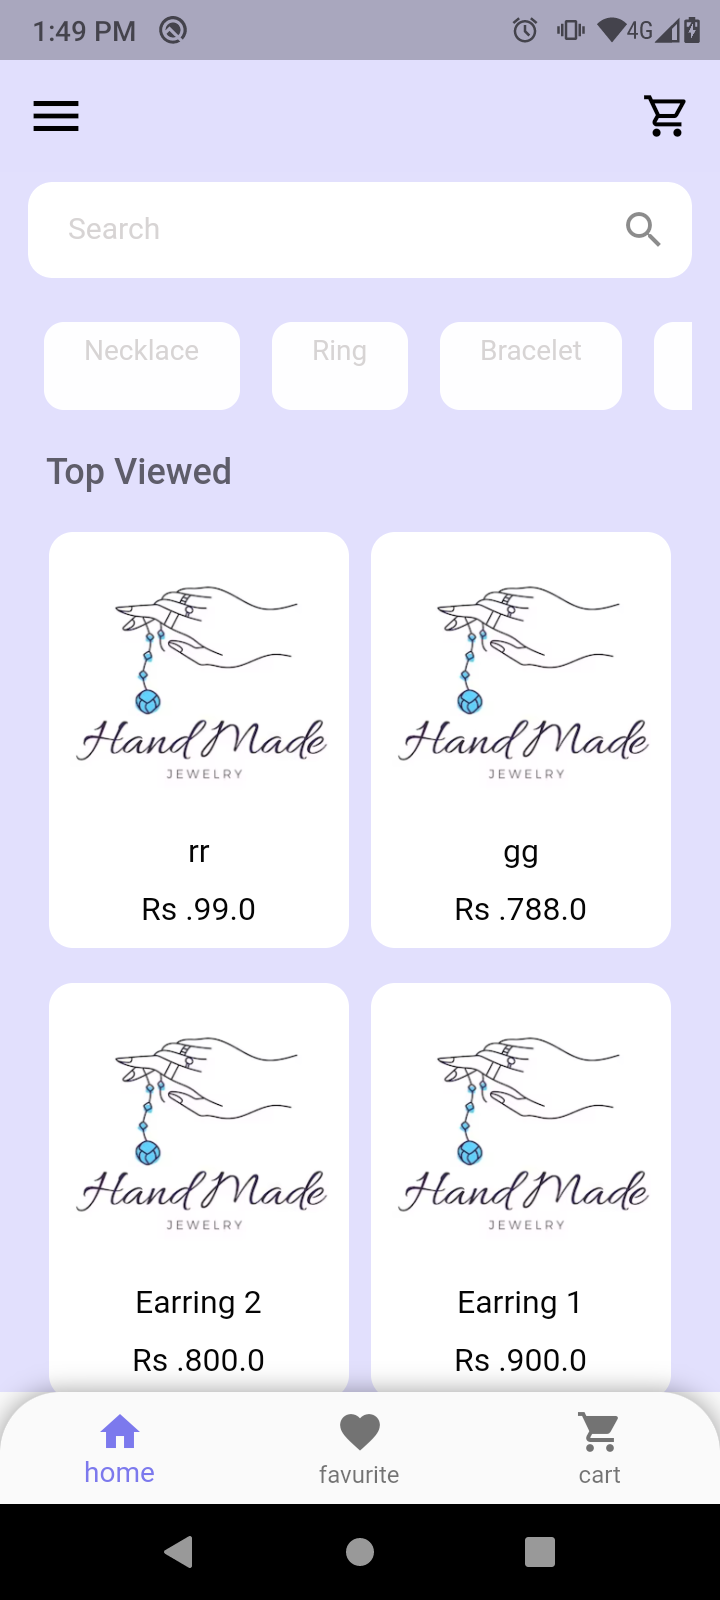 1:49 PM
4G
Search
Necklace Ring Bracelet
Top Viewed
Hand Made Hand Made
JEWELRY JEWELRY
rr gg
Rs .99.0 Rs .788.0
Hand Made Hand Made
JEWELRY JEWELRY
Earring 2 Earring 1
Rs .800.0 Rs .900.0
home favurite cart